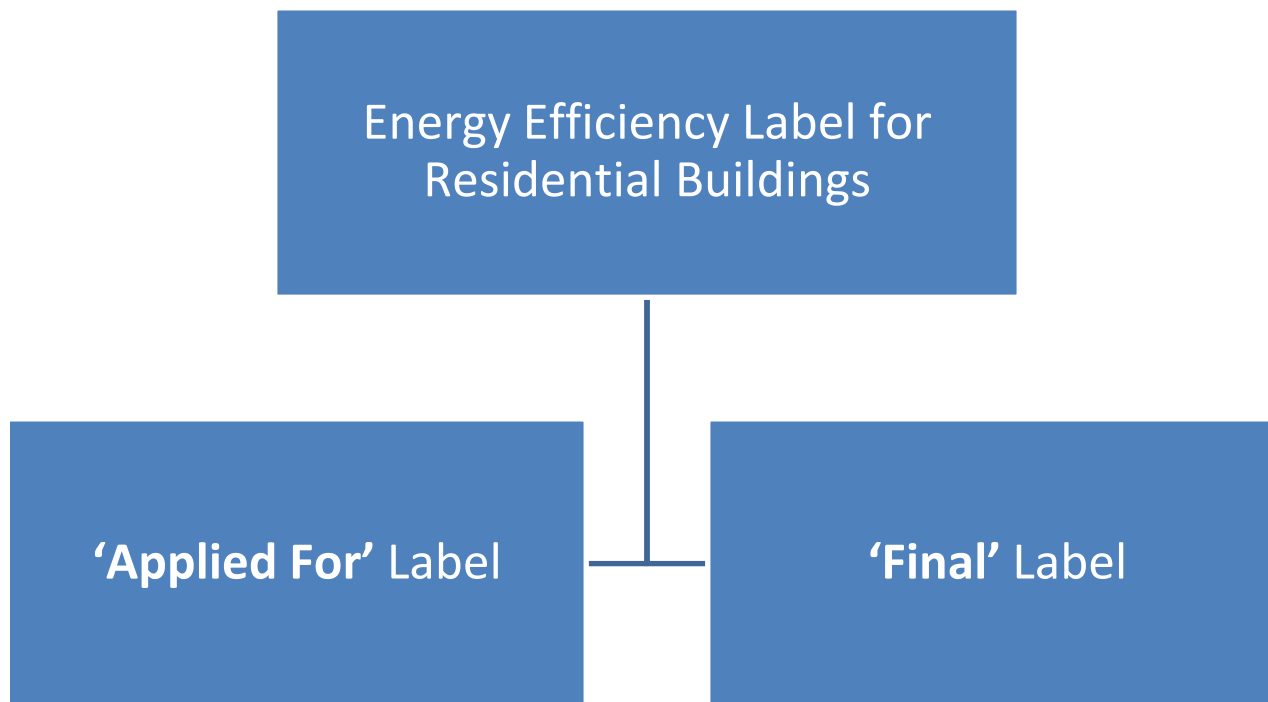 Energy Efficiency Label for
Residential Buildings
‘Applied For’ Label
‘Final’ Label